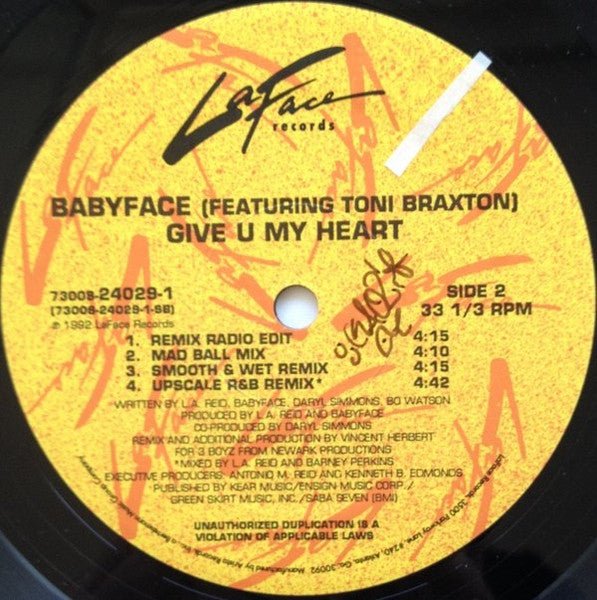 LaFace
records
BABYFACE (FEATURING TONI BRAXTON)
GIVE U MY HEART
73008-24029-1
(73008-24029-1-SB)
℗ 1992 LaFace Records
SIDE 2
33 1/3 RPM
1. REMIX RADIO EDIT 4:15
2. MAD BALL MIX 4:10
3. SMOOTH & WET REMIX 4:15
4. UPSCALE R&B REMIX* 4:42
WRITTEN BY L.A. REID, BABYFACE, DARYL SIMMONS, BO WATSON
PRODUCED BY L.A. REID AND BABYFACE
CO-PRODUCED BY DARYL SIMMONS
REMIX AND ADDITIONAL PRODUCTION BY VINCENT HERBERT
FOR 3 BOYZ FROM NEWARK PRODUCTIONS
*MIXED BY L.A. REID AND BARNEY PERKINS
EXECUTIVE PRODUCERS: ANTONIO M. REID AND KENNETH B. EDMONDS
PUBLISHED BY KEAR MUSIC/ENSIGN MUSIC CORP./
GREEN SKIRT MUSIC, INC./SABA SEVEN (BMI)
UNAUTHORIZED DUPLICATION IS A
VIOLATION OF APPLICABLE LAWS